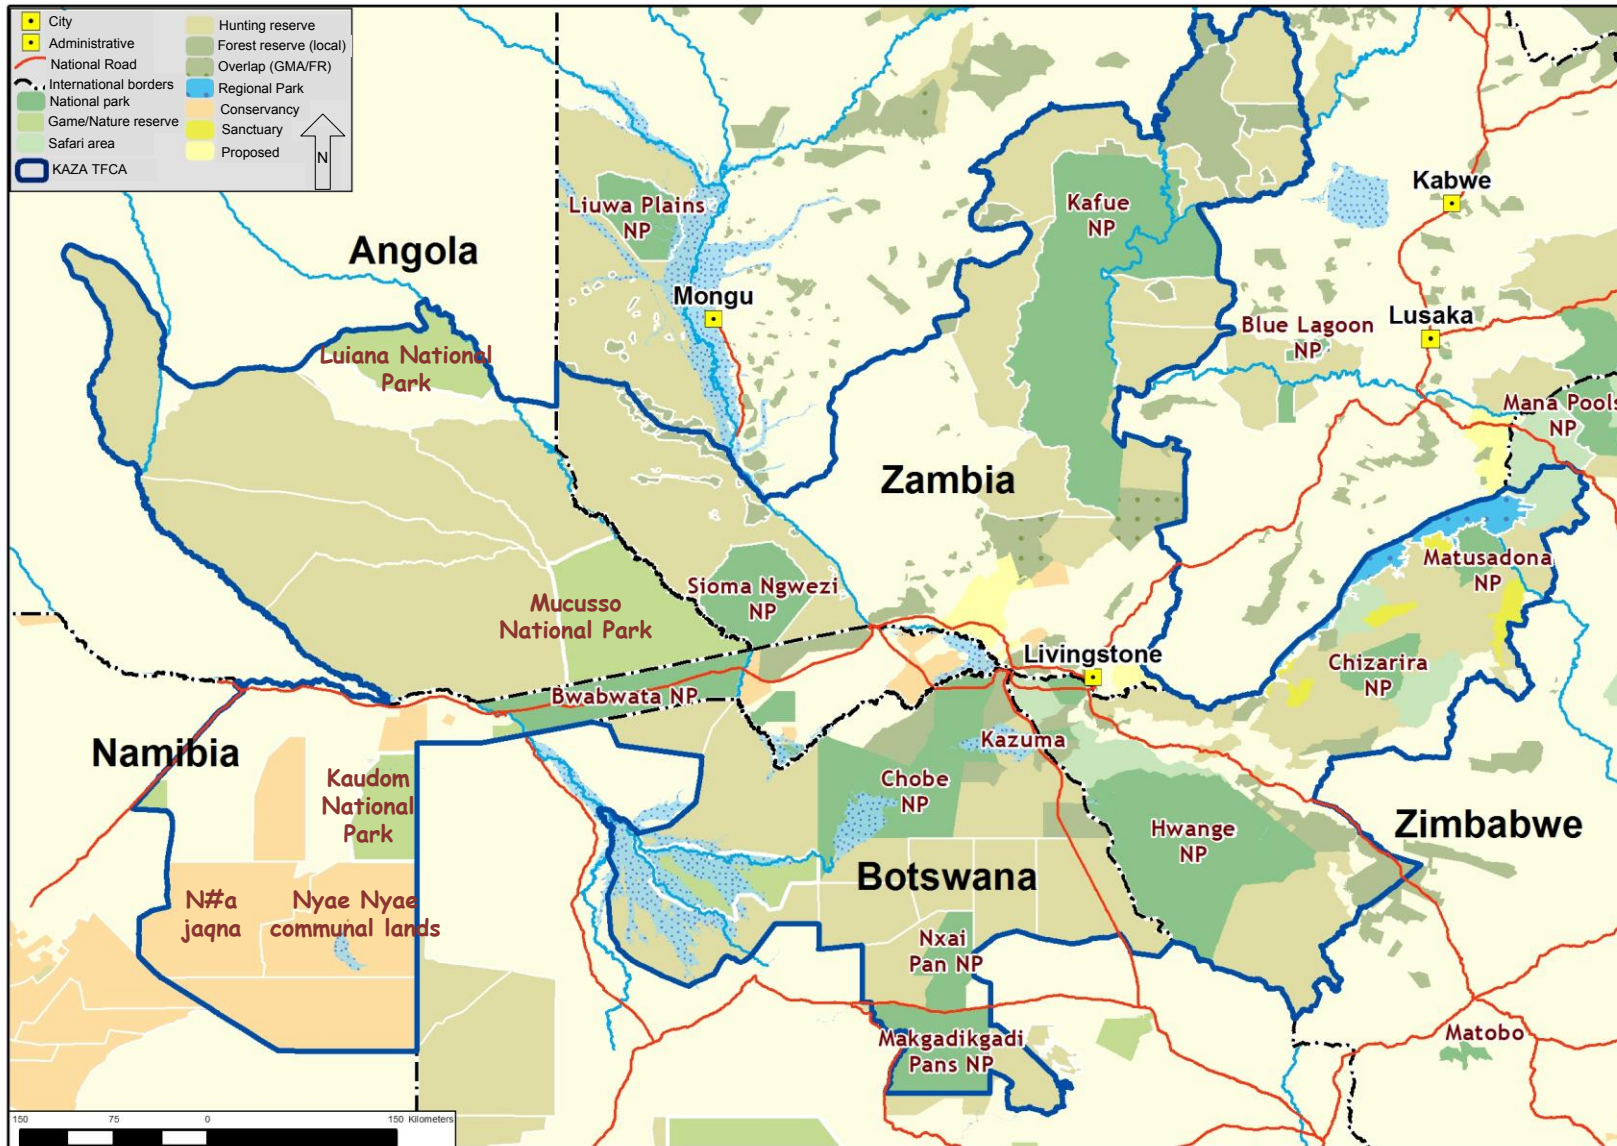 City
Administrative
National Road
International borders
National park
Game/Nature reserve
Safari area
KAZA TFCA
Hunting reserve
Forest reserve (local)
Overlap (GMA/FR)
Regional Park
Conservancy
Sanctuary
Proposed
N
Angola
Liuwa Plains
NP
Mongu
Kafue
NP
Kabwe
Lusaka
Blue Lagoon
NP
Mana Pools
NP
Luiana National
Park
Zambia
Matusadona
NP
Sioma Ngwezi
NP
Mucusso
National Park
Livingstone
Chizarira
NP
Bwabwata NP
Namibia
Kazuma
Kaudom
National
Park
Chobe
NP
Hwange
NP
Zimbabwe
Botswana
N#a
jaqna
Nyae Nyae
communal lands
Nxai
Pan NP
Makgadikgadi
Pans NP
Matobo
150 75 0 150 Kilometers